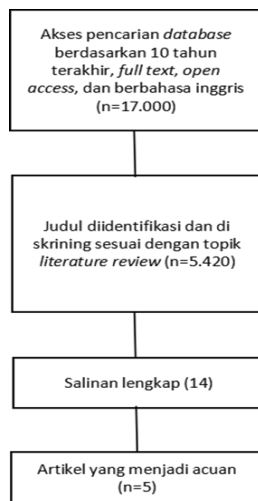 Akses pencarian database
berdasarkan 10 tahun
terakhir, full text, open
access, dan berbahasa inggris
(n=17.000)
Judul diidentifikasi dan di
skrining sesuai dengan topik
literature review (n=5.420)
Salinan lengkap (14)
Artikel yang menjadi acuan
(n=5)